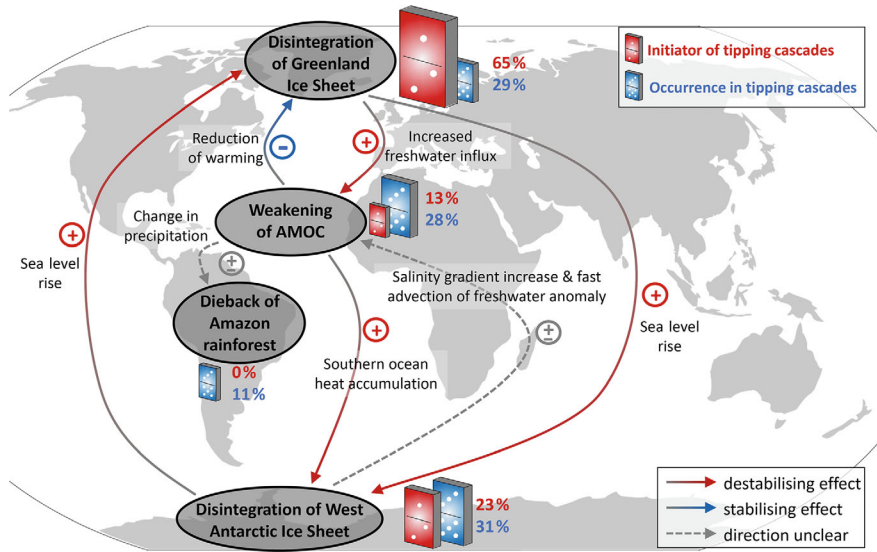 Disintegration
of Greenland
Ice Sheet
65%
29%
Initiator of tipping cascades
Occurrence in tipping cascades
Reduction
of warming
−
+
Increased
freshwater influx
Weakening
of AMOC
13%
28%
Change in
precipitation
±
+
Sea level
rise
Salinity gradient increase & fast
advection of freshwater anomaly
+
Sea level
rise
Dieback of
Amazon
rainforest
0%
11%
+
±
Southern ocean
heat accumulation
Disintegration of West
Antarctic Ice Sheet
23%
31%
destabilising effect
stabilising effect
direction unclear